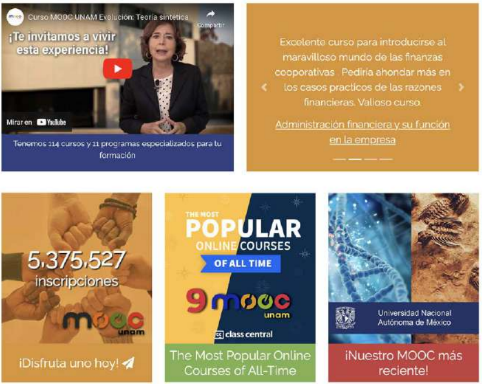 Curso MOOC UNAM Evolución: Teoría sintética
Compartir
¡Te invitamos a vivir
esta experiencia!
Mirar en YouTube
Tenemos 114 cursos y 11 programas especializados para tu
formación
Excelente curso para introducirse al
maravilloso mundo de las finanzas
cooporativas. Pediría ahondar más en
los casos practicos de las razones
financieras. Valioso curso.
Administración financiera y su función
en la empresa
5,375,527
inscripciones
mooc
unam
¡Disfruta uno hoy!
THE MOST
POPULAR
ONLINE COURSES
OF ALL TIME
9 mooc
unam
class central
The Most Popular Online
Courses of All-Time
Universidad Nacional
Autónoma de México
¡Nuestro MOOC más
reciente!